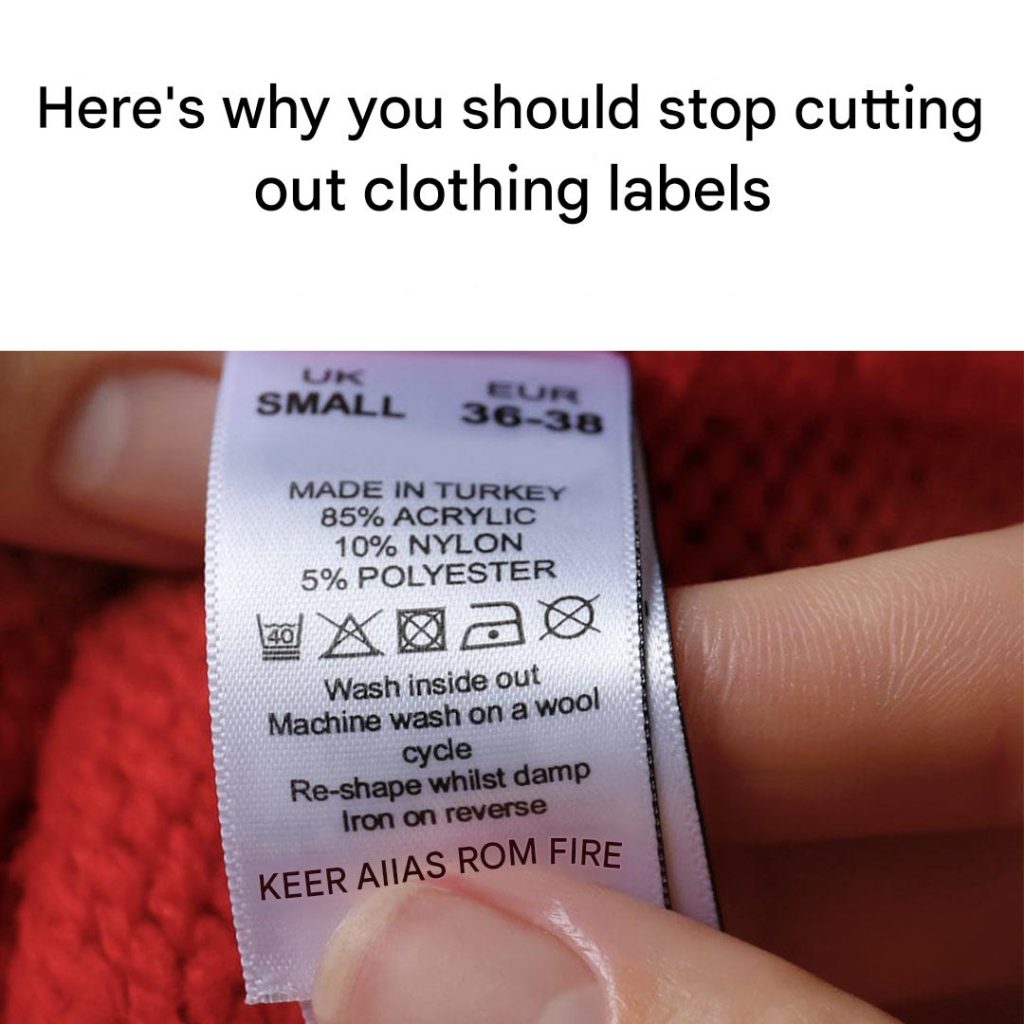 Here's why you should stop cutting
out clothing labels
UK EUR
SMALL 36-38
MADE IN TURKEY
85% ACRYLIC
10% NYLON
5% POLYESTER
40
Wash inside out
Machine wash on a wool
cycle
Re-shape whilst damp
Iron on reverse
KEER AIIAS ROM FIRE